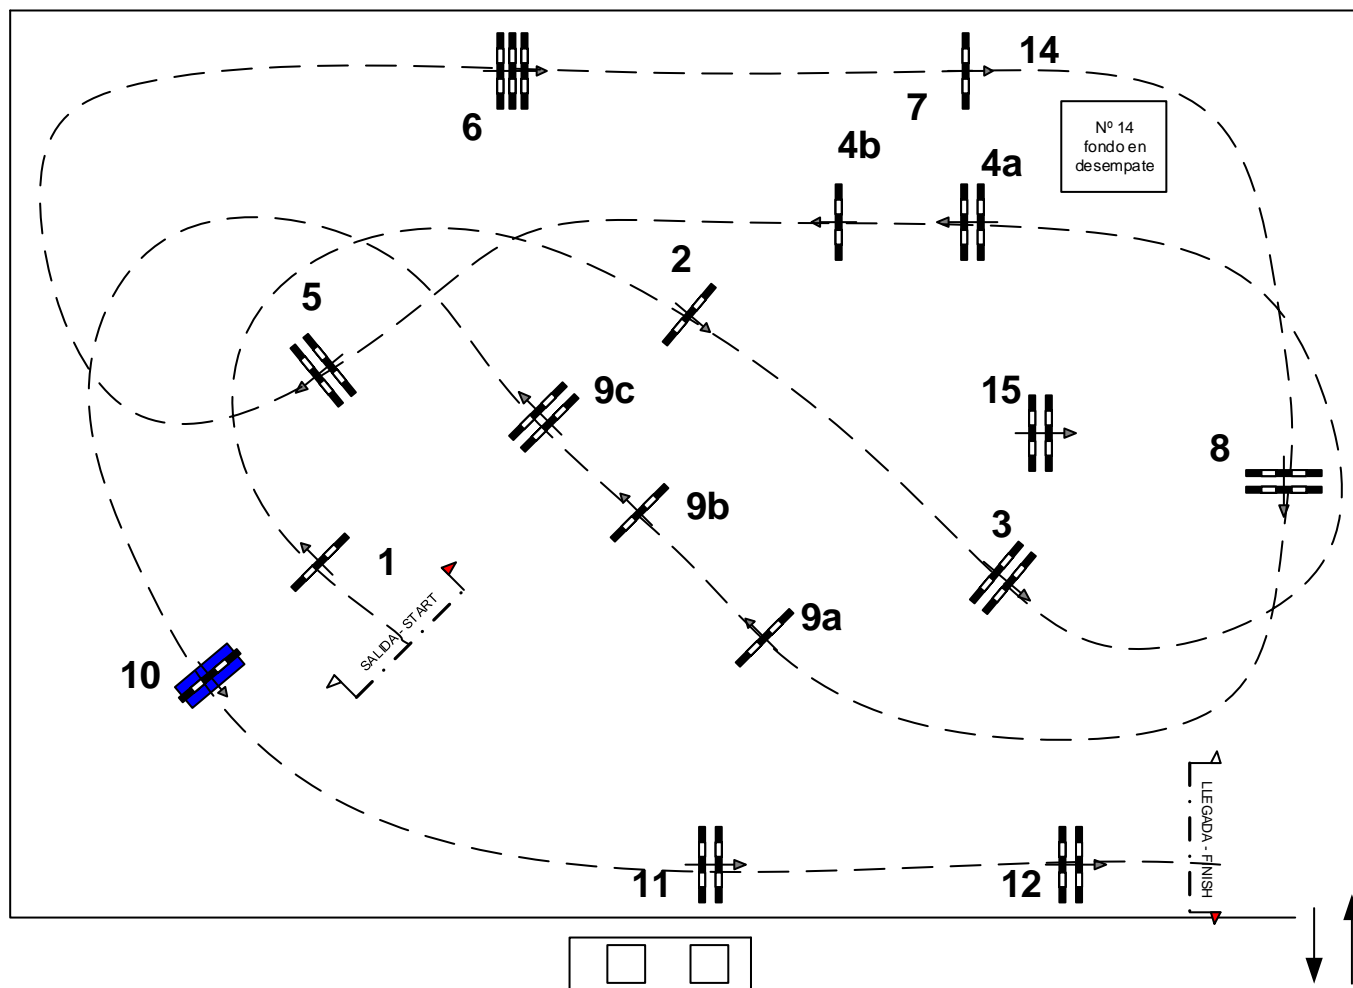 14
6
7
Nº 14
fondo en
desempate
4b
4a
2
5
9c
15
8
9b
3
1
SALIDA - START
9a
10
LLEGADA - FINISH
11
12